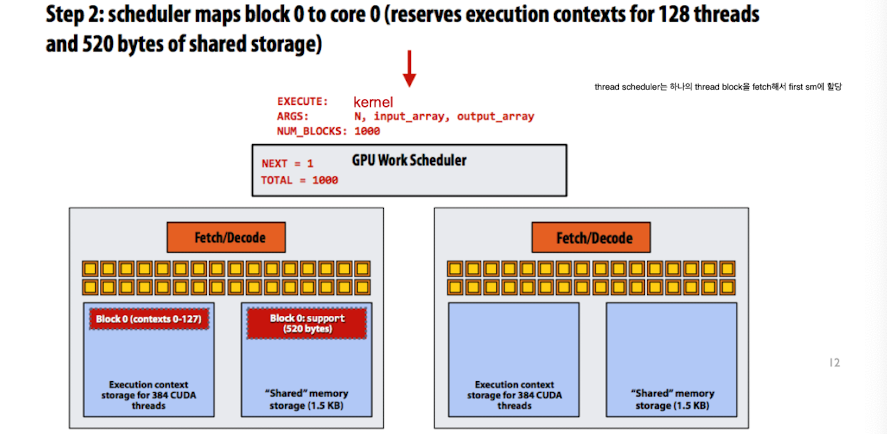 Step 2: scheduler maps block 0 to core 0 (reserves execution contexts for 128 threads
and 520 bytes of shared storage)
thread scheduler는 하나의 thread block을 fetch해서 first sm에 할당
EXECUTE: kernel
ARGS: N, input_array, output_array
NUM_BLOCKS: 1000
NEXT = 1
GPU Work Scheduler
TOTAL = 1000
Fetch/Decode
Block 0 (contexts 0-127)
Execution context
storage for 384 CUDA
threads
Block 0: support
(520 bytes)
"Shared" memory
storage (1.5 KB)
Fetch/Decode
Execution context
storage for 384 CUDA
threads
"Shared" memory
storage (1.5 KB)
12